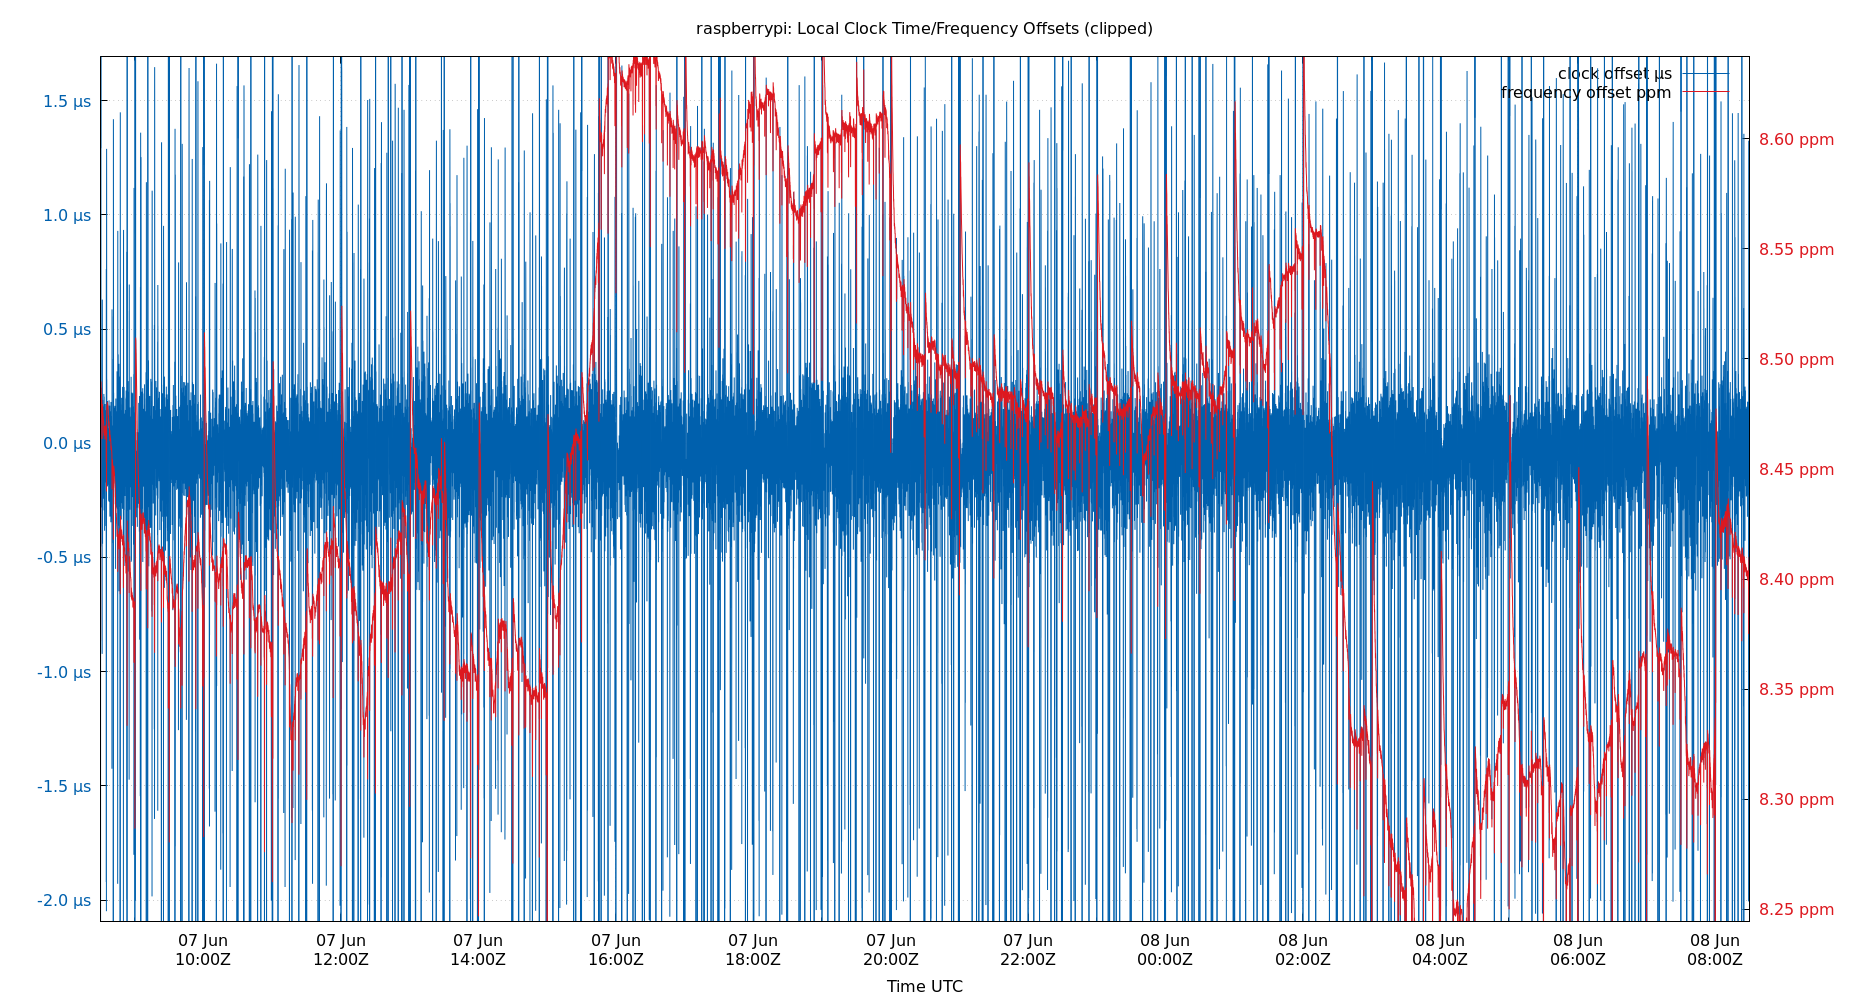 raspberrypi: Local Clock Time/Frequency Offsets (clipped)
clock offset µs
frequency offset ppm
1.5 µs
1.0 µs
0.5 µs
0.0 µs
-0.5 µs
-1.0 µs
-1.5 µs
-2.0 µs
8.60 ppm
8.55 ppm
8.50 ppm
8.45 ppm
8.40 ppm
8.35 ppm
8.30 ppm
8.25 ppm
07 Jun 07 Jun 07 Jun 07 Jun 07 Jun 07 Jun 07 Jun 08 Jun 08 Jun 08 Jun 08 Jun 08 Jun
10:00Z 12:00Z 14:00Z 16:00Z 18:00Z 20:00Z 22:00Z 00:00Z 02:00Z 04:00Z 06:00Z 08:00Z
Time UTC